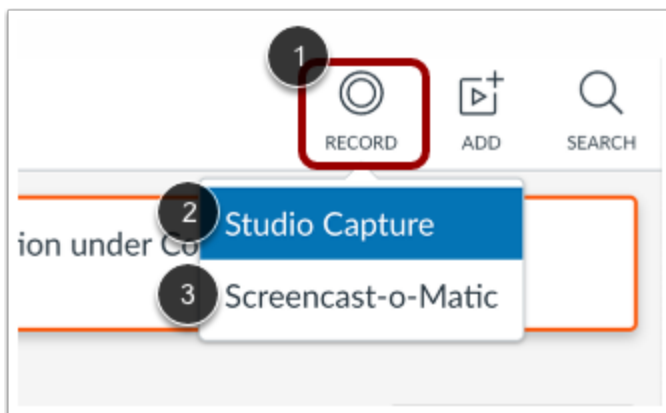 1
RECORD ADD SEARCH
2 Studio Capture
ion under Co
3 Screencast-o-Matic